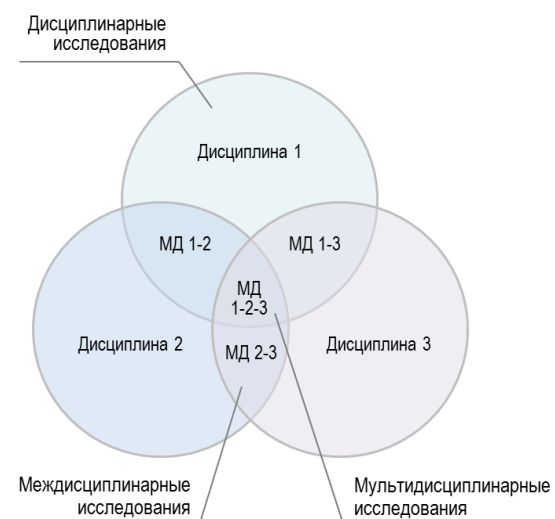 Дисциплинарные
исследования
Дисциплина 1
МД 1-2
МД 1-3
МД
1-2-3
Дисциплина 2
МД 2-3
Дисциплина 3
Междисциплинарные
исследования
Мультидисциплинарные
исследования